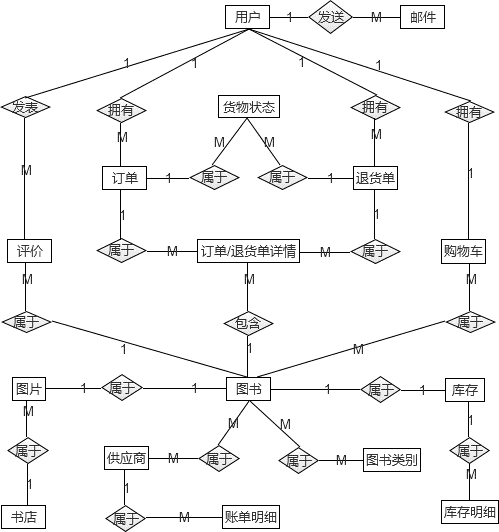 用户 1 发送 M 邮件
1 1 1 1
发表 拥有 货物状态 拥有 拥有
M M M M
M 订单 1 属于 属于 1 退货单 1
1 1
评价 属于 M 订单/退货单详情 M 属于 购物车
M M M
属于 包含 属于
1 1 M
图片 1 属于 1 图书 1 属于 1 库存
M M M 1
属于 供应商 M 属于 属于 M 图书类别 属于
1 1 M
书店 属于 M 账单明细 库存明细